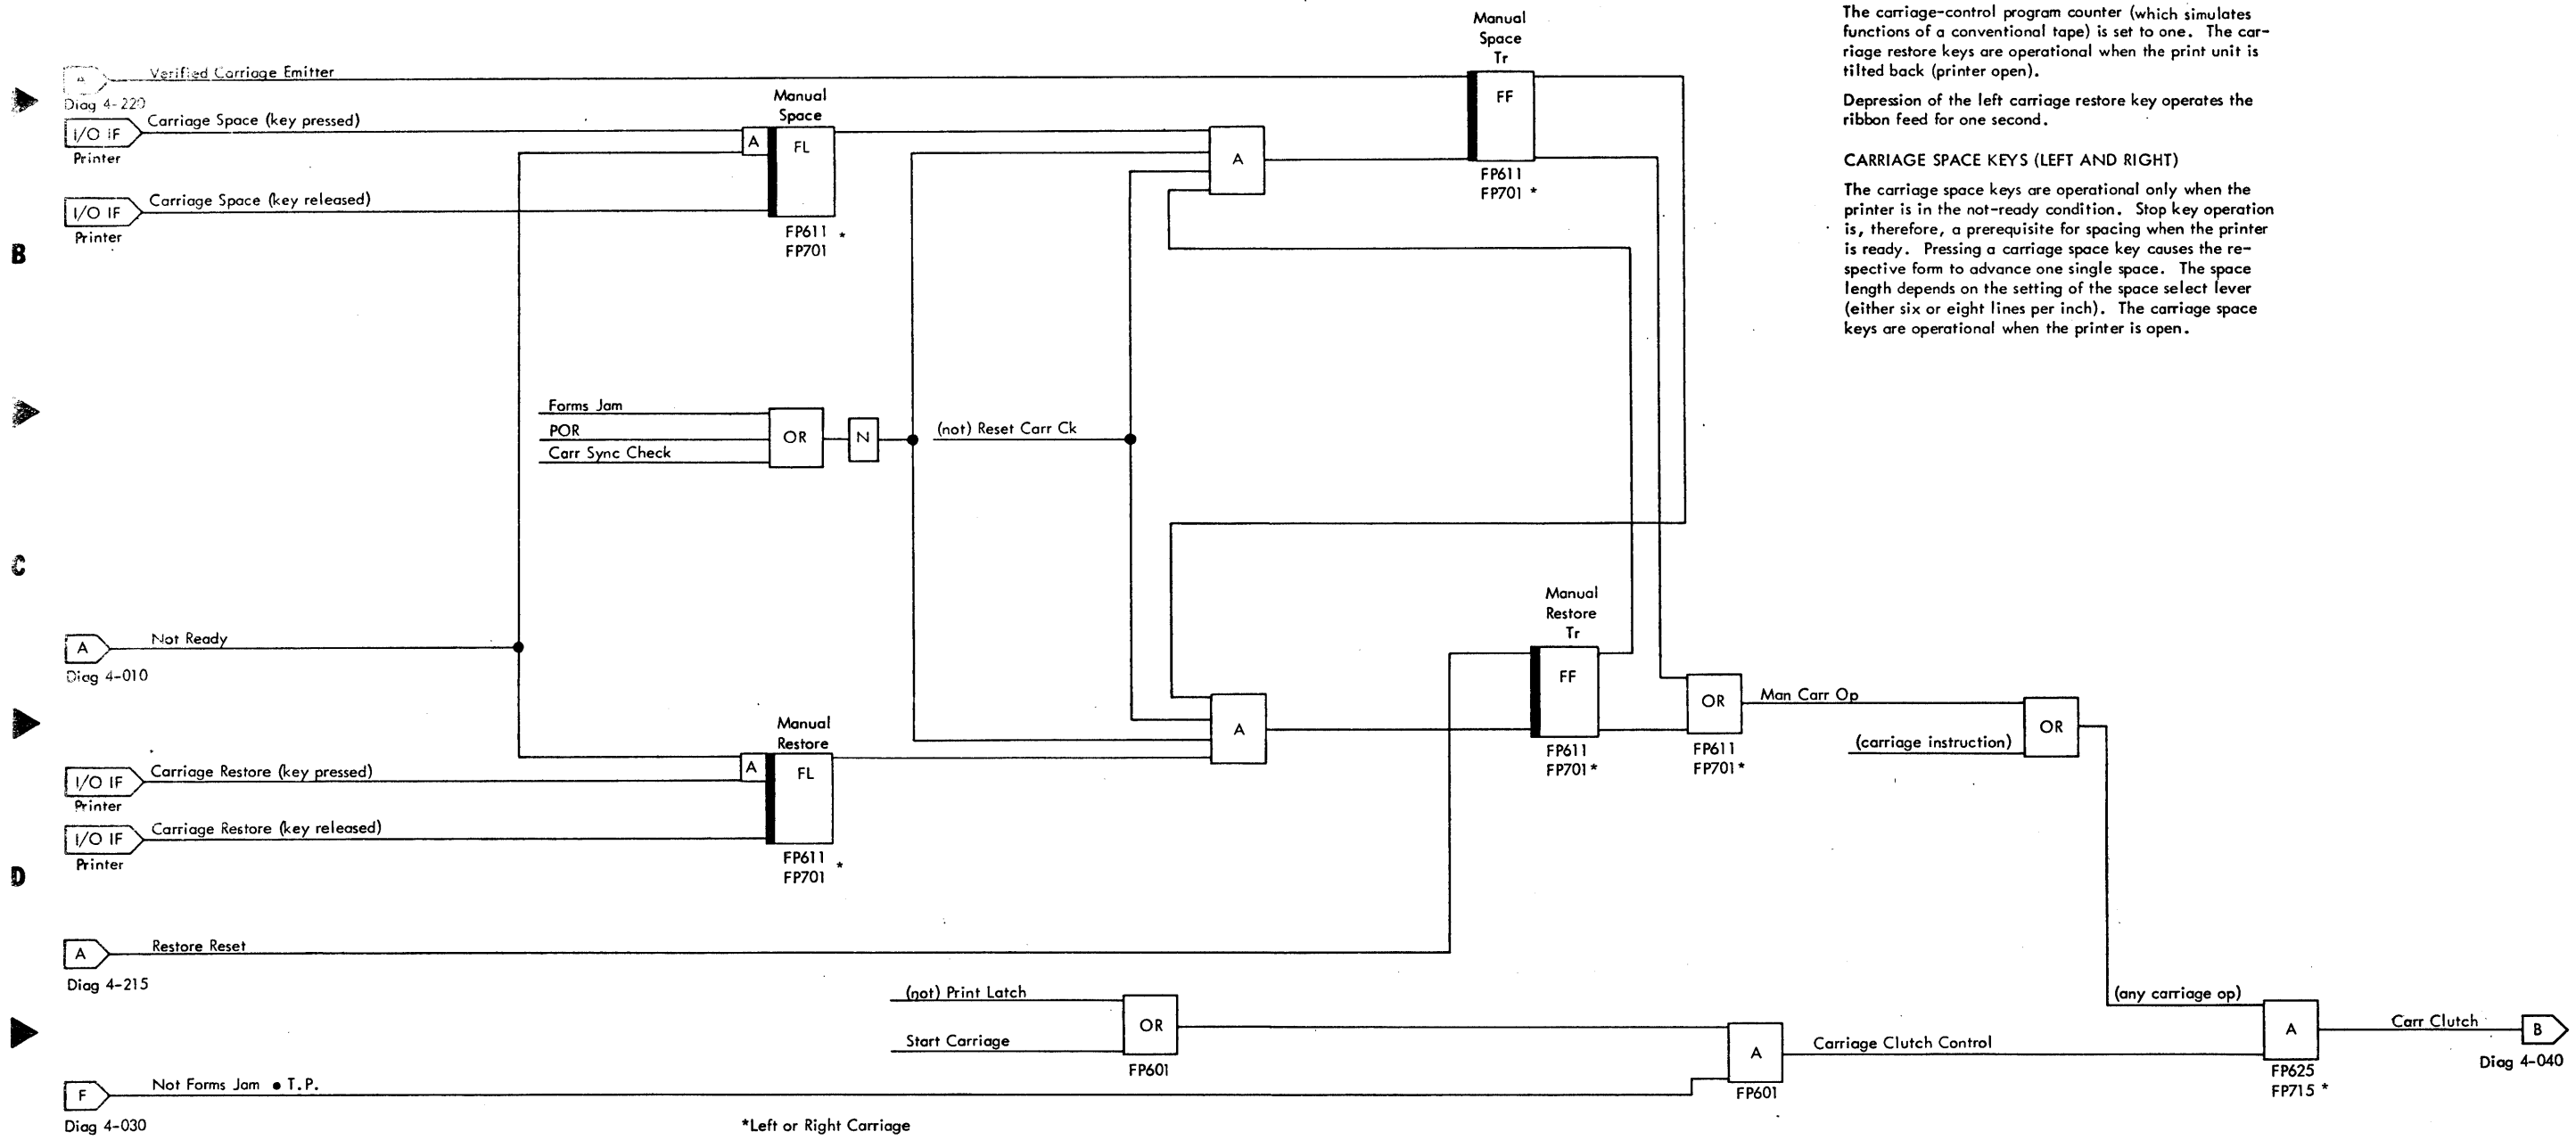 The carriage-control program counter (which simulates
functions of a conventional tape) is set to one. The car-
riage restore keys are operational when the print unit is
tilted back (printer open).
Depression of the left carriage restore key operates the
ribbon feed for one second.
CARRIAGE SPACE KEYS (LEFT AND RIGHT)
The carriage space keys are operational only when the
printer is in the not-ready condition. Stop key operation
is, therefore, a prerequisite for spacing when the printer
is ready. Pressing a carriage space key causes the re-
spective form to advance one single space. The space
length depends on the setting of the space select lever
(either six or eight lines per inch). The carriage space
keys are operational when the printer is open.
Manual
Space
Tr
FF
FP611
FP701 *
Verified Carriage Emitter
Diag 4-220
I/O IF
Printer
Carriage Space (key pressed)
Manual
Space
A
FL
FP611 *
FP701
A
I/O IF
Printer
Carriage Space (key released)
B
Forms Jam
POR
Carr Sync Check
OR
N
(not) Reset Carr Ck
C
A
Not Ready
Diag 4-010
Manual
Restore
Tr
FF
FP611
FP701 *
OR
FP611
FP701 *
Man Carr Op
(carriage instruction)
OR
Manual
Restore
A
FL
FP611 *
FP701
A
I/O IF
Printer
Carriage Restore (key pressed)
I/O IF
Printer
Carriage Restore (key released)
D
A
Restore Reset
Diag 4-215
(not) Print Latch
Start Carriage
OR
FP601
A
FP601
Carriage Clutch Control
(any carriage op)
A
FP625
FP715 *
Carr Clutch
B
Diag 4-040
F
Not Forms Jam ● T.P.
Diag 4-030
*Left or Right Carriage